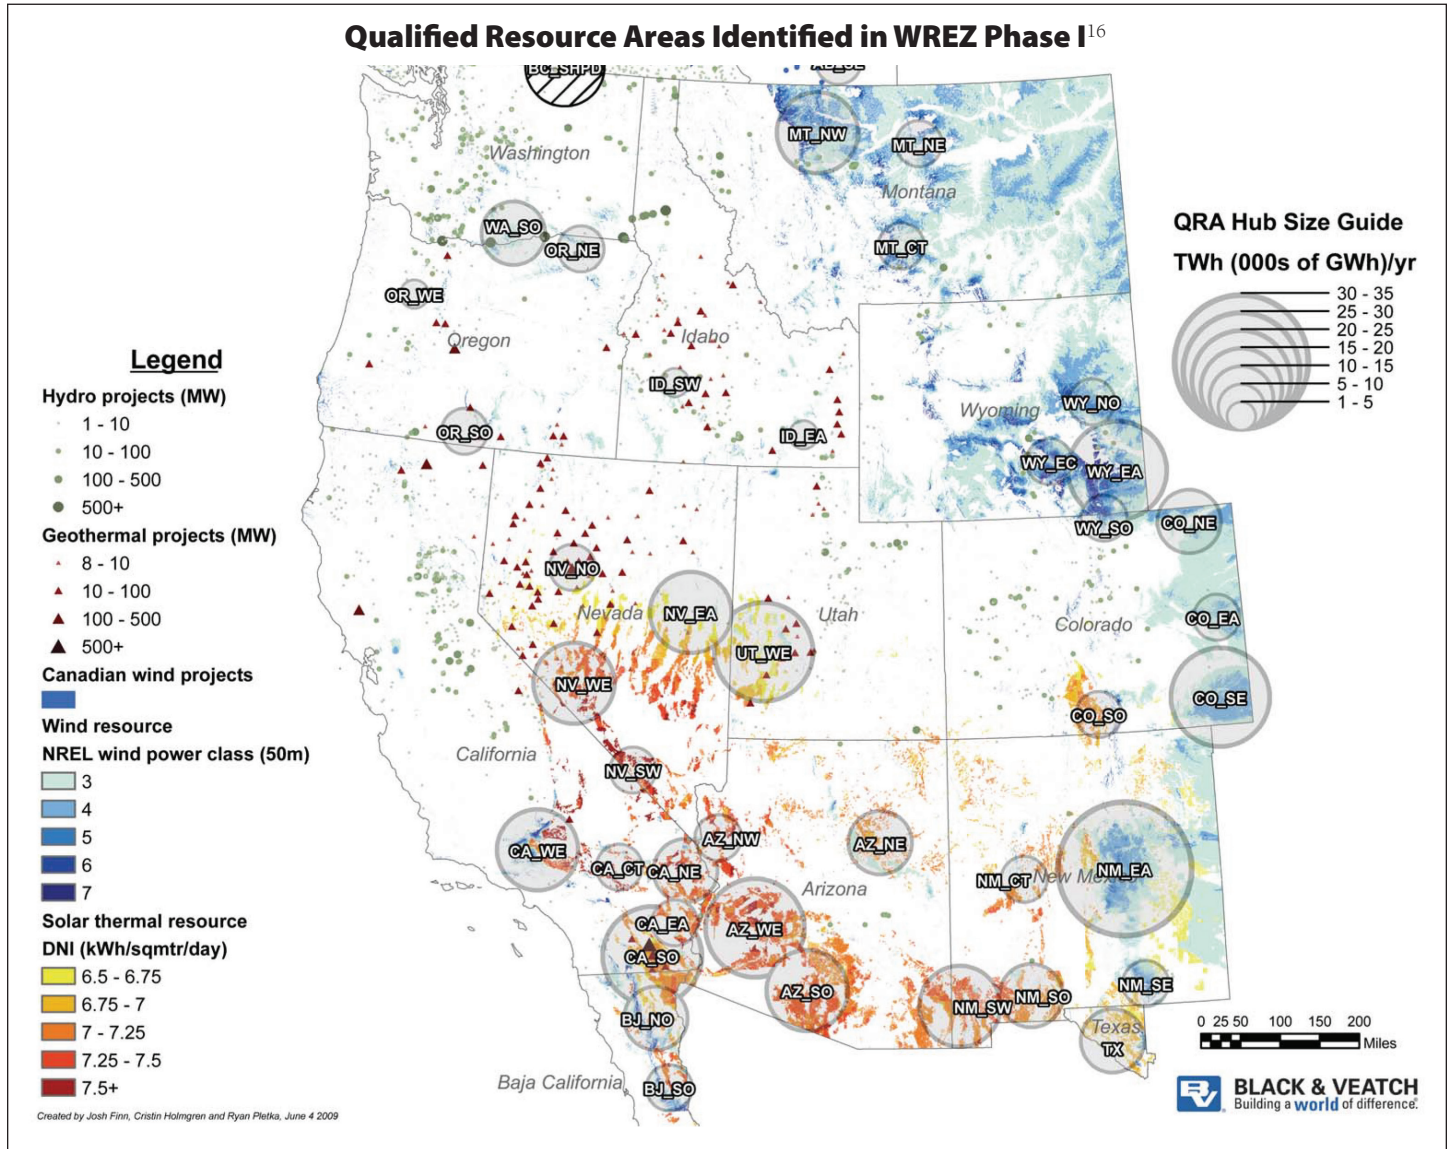 Qualified Resource Areas Identified in WREZ Phase I16
BC_SHPD
MT_NW
MT_NE
Washington
Montana
WA_SO
OR_NE
MT_CT
OR_WE
Oregon
Idaho
ID_SW
WY_NO
Wyoming
OR_SO
ID_EA
WY_EC
WY_EA
WY_SO
CO_NE
NV_NO
Nevada
NV_EA
Utah
CO_EA
Colorado
UT_WE
NV_WE
CO_SE
CO_SO
California
NV_SW
AZ_NW
AZ_NE
CA_WE
CA_CT
CA_NE
NM_CT
New Me
NM_EA
Arizona
CA_EA
AZ_WE
CA_SO
AZ_SO
NM_SE
NM_SO
NM_SW
BJ_NO
Texas
TX
Baja California
BJ_SO
QRA Hub Size Guide
TWh (000s of GWh)/yr
30 - 35
25 - 30
20 - 25
15 - 20
10 - 15
5 - 10
1 - 5
Legend
Hydro projects (MW)
1 - 10
10 - 100
100 - 500
500+
Geothermal projects (MW)
8 - 10
10 - 100
100 - 500
500+
Canadian wind projects
Wind resource
NREL wind power class (50m)
3
4
5
6
7
Solar thermal resource
DNI (kWh/sqmtr/day)
6.5 - 6.75
6.75 - 7
7 - 7.25
7.25 - 7.5
7.5+
Created by Josh Finn, Cristin Holmgren and Ryan Pletka, June 4 2009
0 25 50 100 150 200
Miles
BV
BLACK & VEATCH
Building a world of difference.